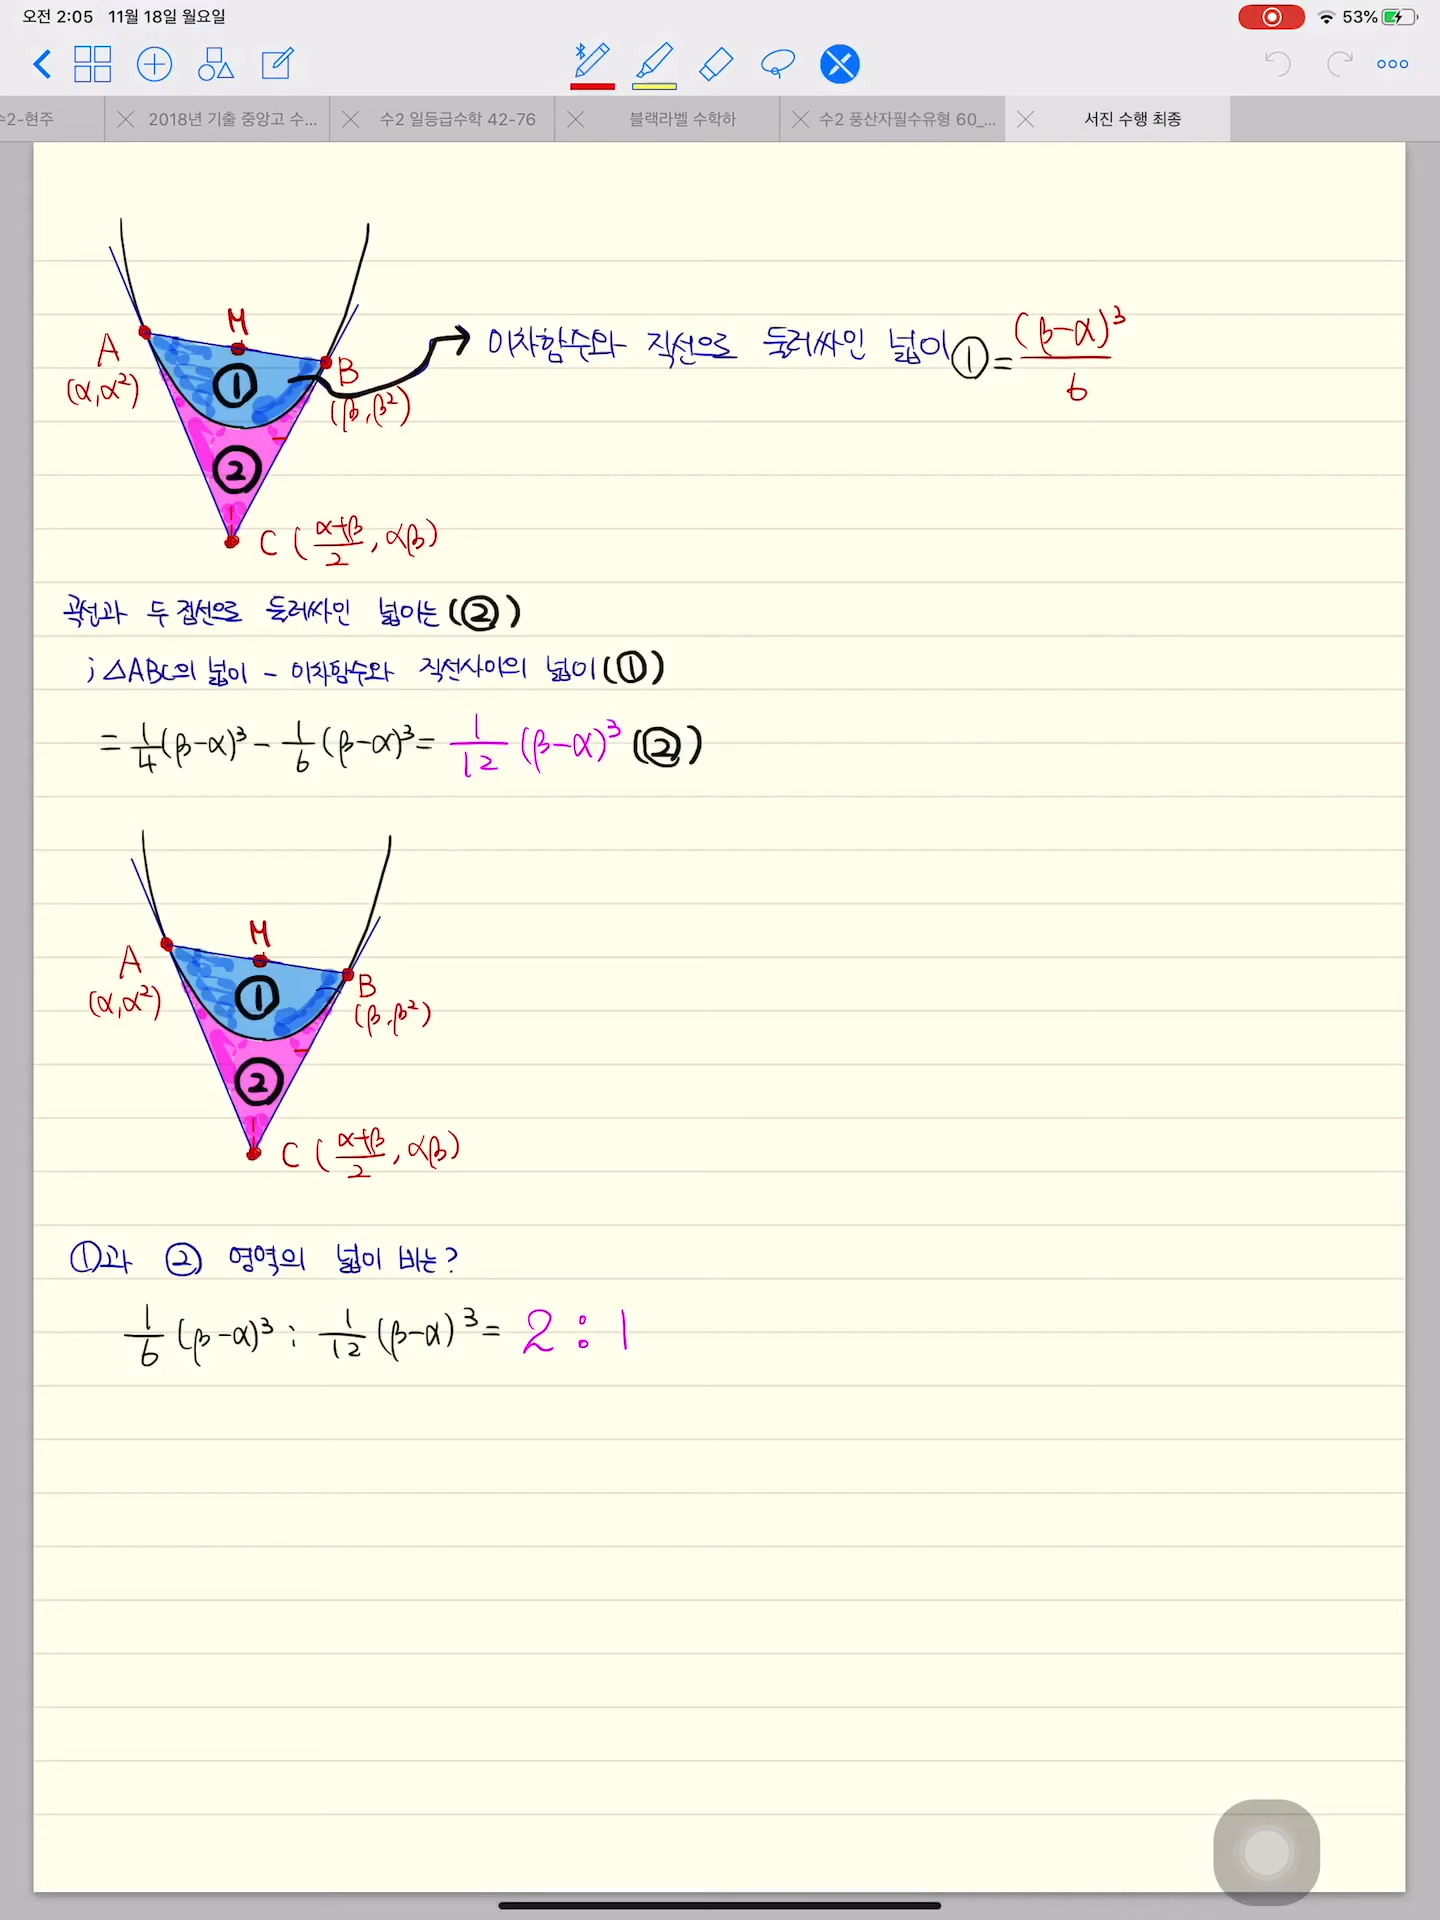 오전 2:05 11월 18일 월요일
53%
수2-현주
2018년 기출 중앙고 수...
수2 일등급수학 42-76
블랙라벨 수학하
수2 풍산자필수유형 60_...
서진 수행 최종
M
A
(α, α²)
①
B
(β, β²)
이차함수와 직선으로 둘러싸인 넓이 ① = (β-α)³/6
②
C (α+β/2, αβ)
곡선과 두 접선으로 둘러싸인 넓이는 (②)
; △ABC의 넓이 - 이차함수와 직선사이의 넓이 (①)
= 1/4(β-α)³ - 1/6(β-α)³ = 1/12(β-α)³ (②)
M
A
(α, α²)
①
B
(β, β²)
②
C (α+β/2, αβ)
①과 ② 영역의 넓이 비는?
1/6(β-α)³ : 1/12(β-α)³ = 2 : 1